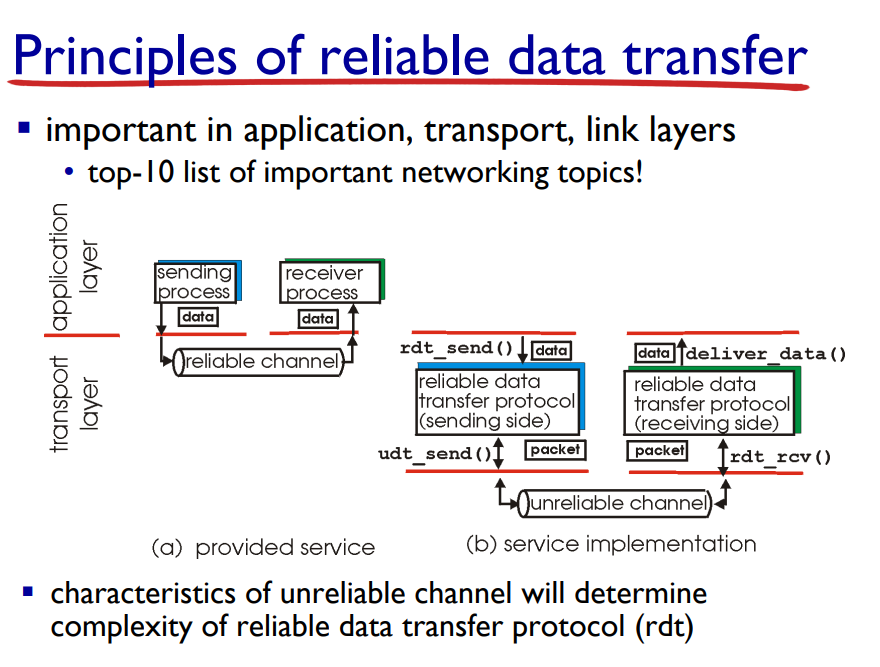 Principles of reliable data transfer
▪ important in application, transport, link layers
• top-10 list of important networking topics!
application
layer
transport
layer
sending
process
data
receiver
process
data
reliable channel
(a) provided service
rdt_send()
data
reliable data
transfer protocol
(sending side)
udt_send()
packet
data
deliver_data()
reliable data
transfer protocol
(receiving side)
packet
rdt_rcv()
unreliable channel
(b) service implementation
▪ characteristics of unreliable channel will determine
complexity of reliable data transfer protocol (rdt)